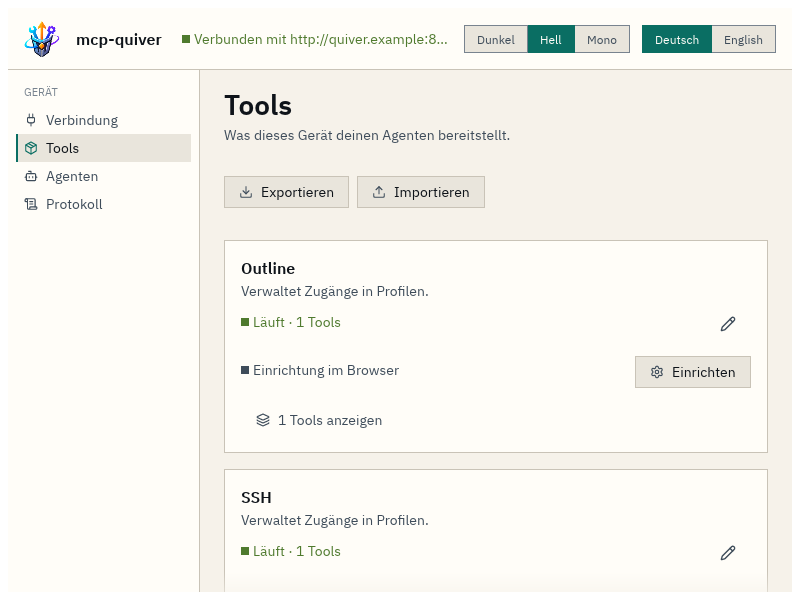 mcp-quiver
Verbunden mit http://quiver.example:8...
Dunkel
Hell
Mono
Deutsch
English
GERÄT
Verbindung
Tools
Agenten
Protokoll
Tools
Was dieses Gerät deinen Agenten bereitstellt.
Exportieren
Importieren
Outline
Verwaltet Zugänge in Profilen.
Läuft · 1 Tools
Einrichtung im Browser
Einrichten
1 Tools anzeigen
SSH
Verwaltet Zugänge in Profilen.
Läuft · 1 Tools